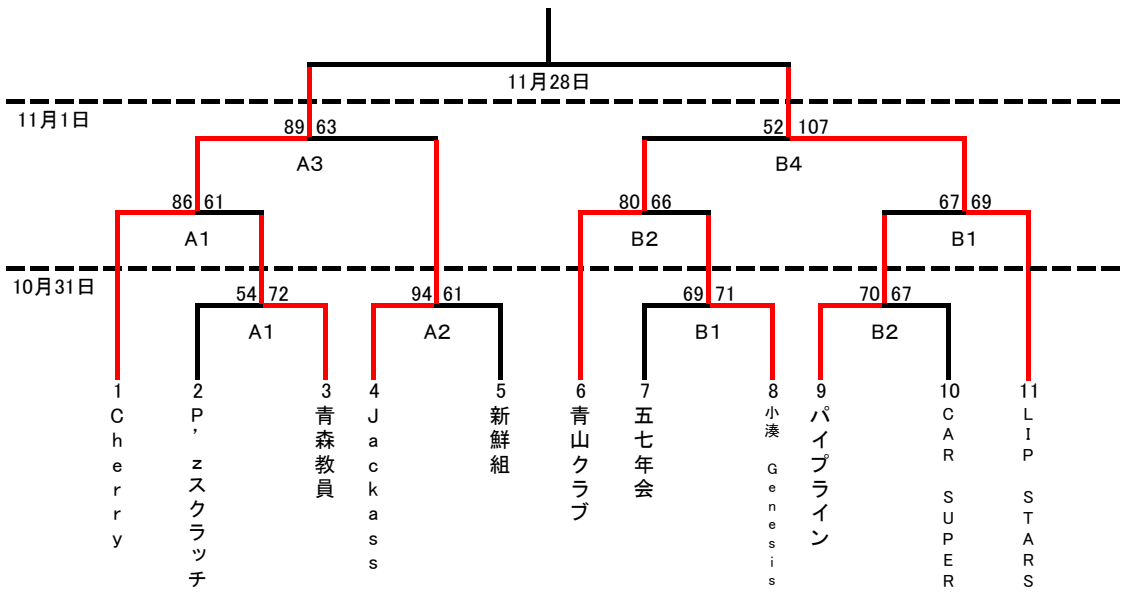 11月28日
11月1日
89 63
52 107
A3
B4
86 61
80 66
67 69
A1
B2
B1
10月31日
54 72
94 61
69 71
70 67
A1
A2
B1
B2
1
2
3
4
5
6
7
8
9
10
11
Cherry
P'zスクラッチ
青森教員
Jackass
新鮮組
青山クラブ
五七年会
小湊 Genesis
パイプライン
CAR SUPER
LIP STARS